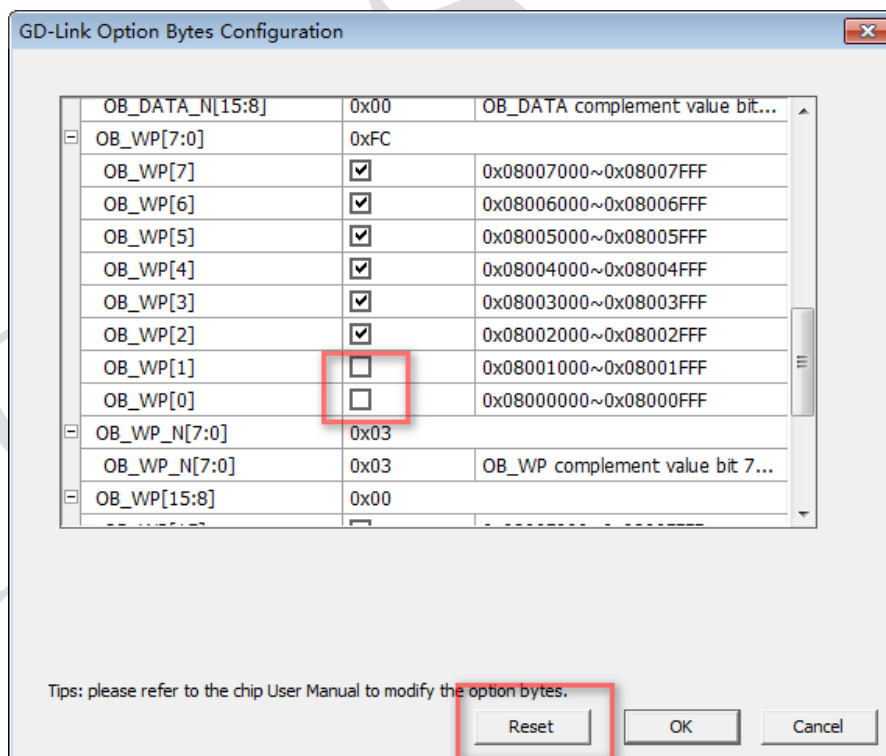 GD-Link Option Bytes Configuration
OB_DATA_N[15:8] 0x00 OB_DATA complement value bit...
OB_WP[7:0] 0xFC
OB_WP[7] 0x08007000~0x08007FFF
OB_WP[6] 0x08006000~0x08006FFF
OB_WP[5] 0x08005000~0x08005FFF
OB_WP[4] 0x08004000~0x08004FFF
OB_WP[3] 0x08003000~0x08003FFF
OB_WP[2] 0x08002000~0x08002FFF
OB_WP[1] 0x08001000~0x08001FFF
OB_WP[0] 0x08000000~0x08000FFF
OB_WP_N[7:0] 0x03
OB_WP_N[7:0] 0x03 OB_WP complement value bit 7...
OB_WP[15:8] 0x00
Tips: please refer to the chip User Manual to modify the option bytes.
Reset OK Cancel